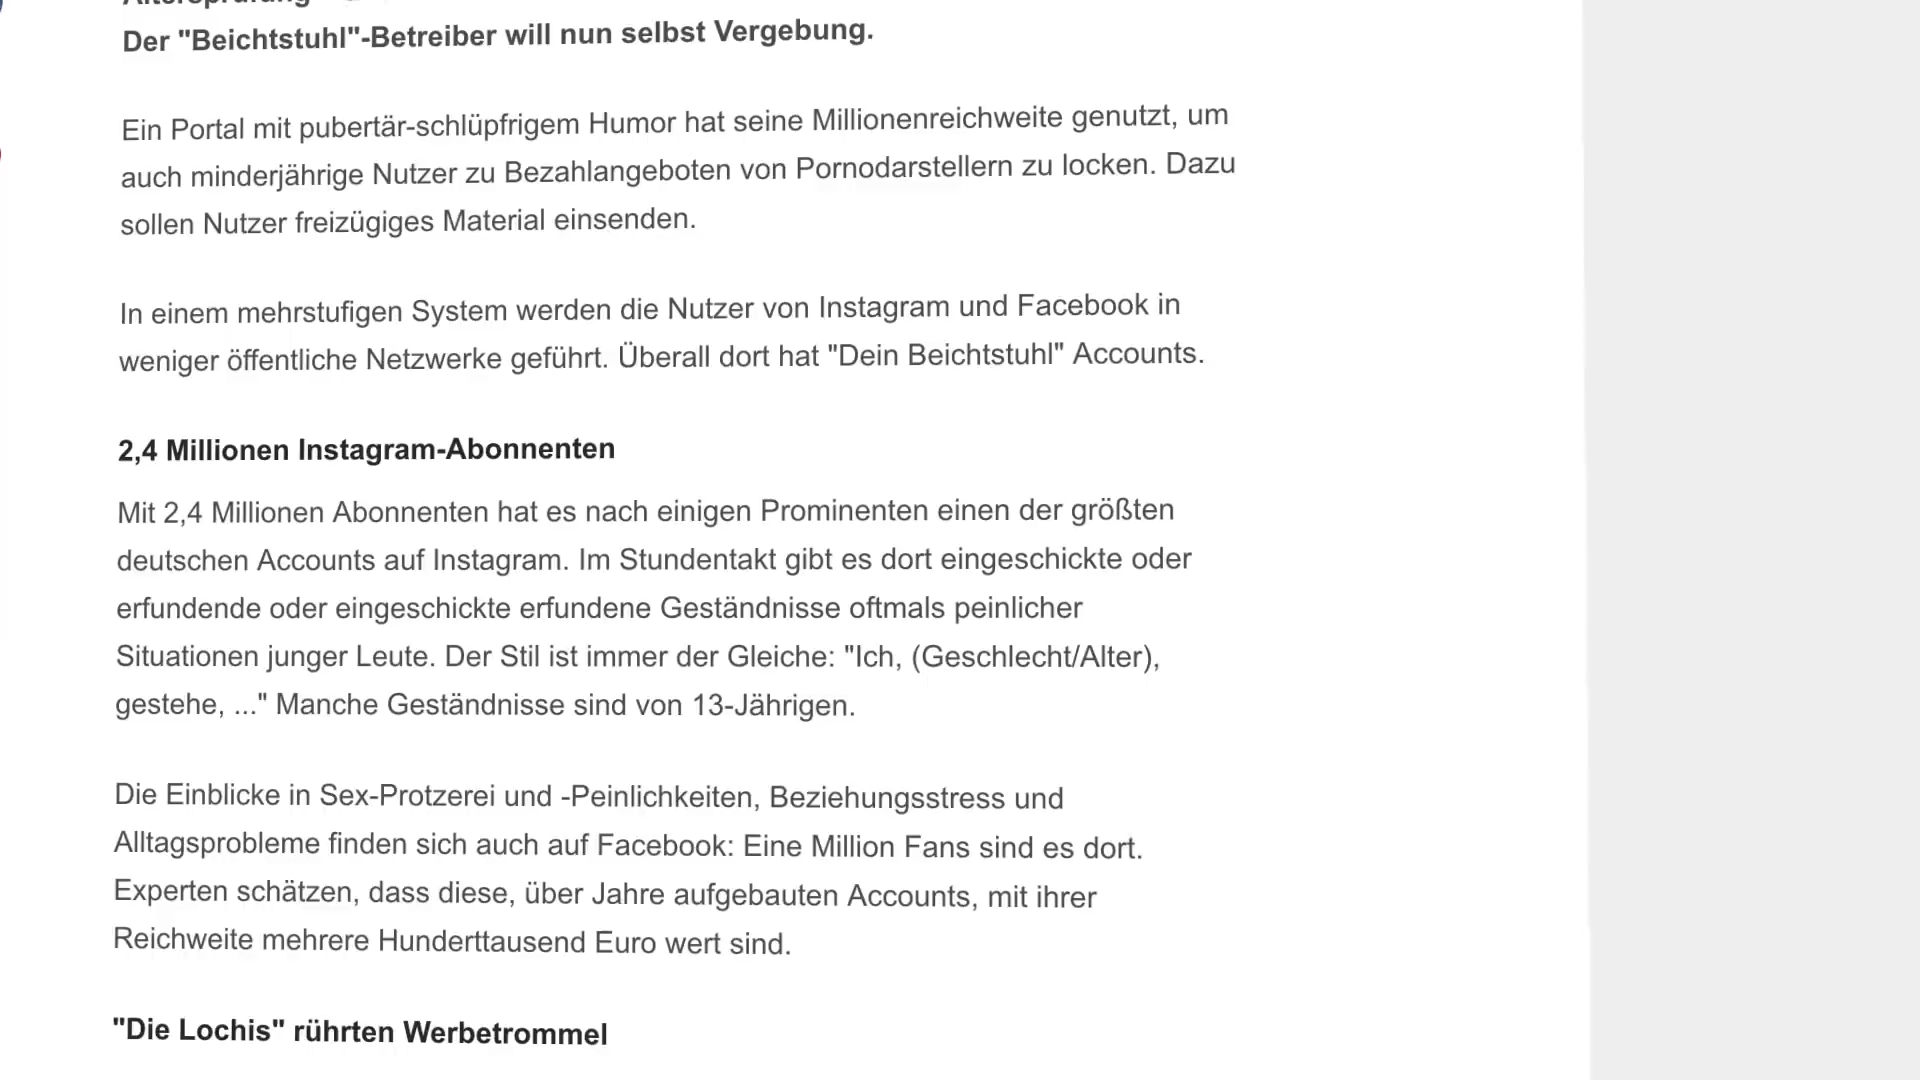 Der "Beichtstuhl"-Betreiber will nun selbst Vergebung.
Ein Portal mit pubertär-schlüpfrigem Humor hat seine Millionenreichweite genutzt, um
auch minderjährige Nutzer zu Bezahlangeboten von Pornodarstellern zu locken. Dazu
sollen Nutzer freizügiges Material einsenden.
In einem mehrstufigen System werden die Nutzer von Instagram und Facebook in
weniger öffentliche Netzwerke geführt. Überall dort hat "Dein Beichtstuhl" Accounts.
2,4 Millionen Instagram-Abonnenten
Mit 2,4 Millionen Abonnenten hat es nach einigen Prominenten einen der größten
deutschen Accounts auf Instagram. Im Stundentakt gibt es dort eingeschickte oder
erfundende oder eingeschickte erfundene Geständnisse oftmals peinlicher
Situationen junger Leute. Der Stil ist immer der Gleiche: "Ich, (Geschlecht/Alter),
gestehe, ..." Manche Geständnisse sind von 13-Jährigen.
Die Einblicke in Sex-Protzerei und -Peinlichkeiten, Beziehungsstress und
Alltagsprobleme finden sich auch auf Facebook: Eine Million Fans sind es dort.
Experten schätzen, dass diese, über Jahre aufgebauten Accounts, mit ihrer
Reichweite mehrere Hunderttausend Euro wert sind.
"Die Lochis" rührten Werbetrommel